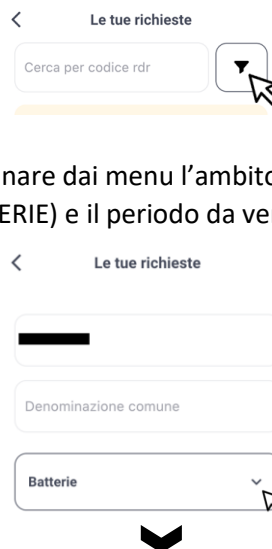 Le tue richieste
Cerca per codice rdr
nare dai menu l’ambito
ERIE) e il periodo da ver
Le tue richieste
Denominazione comune
Batterie